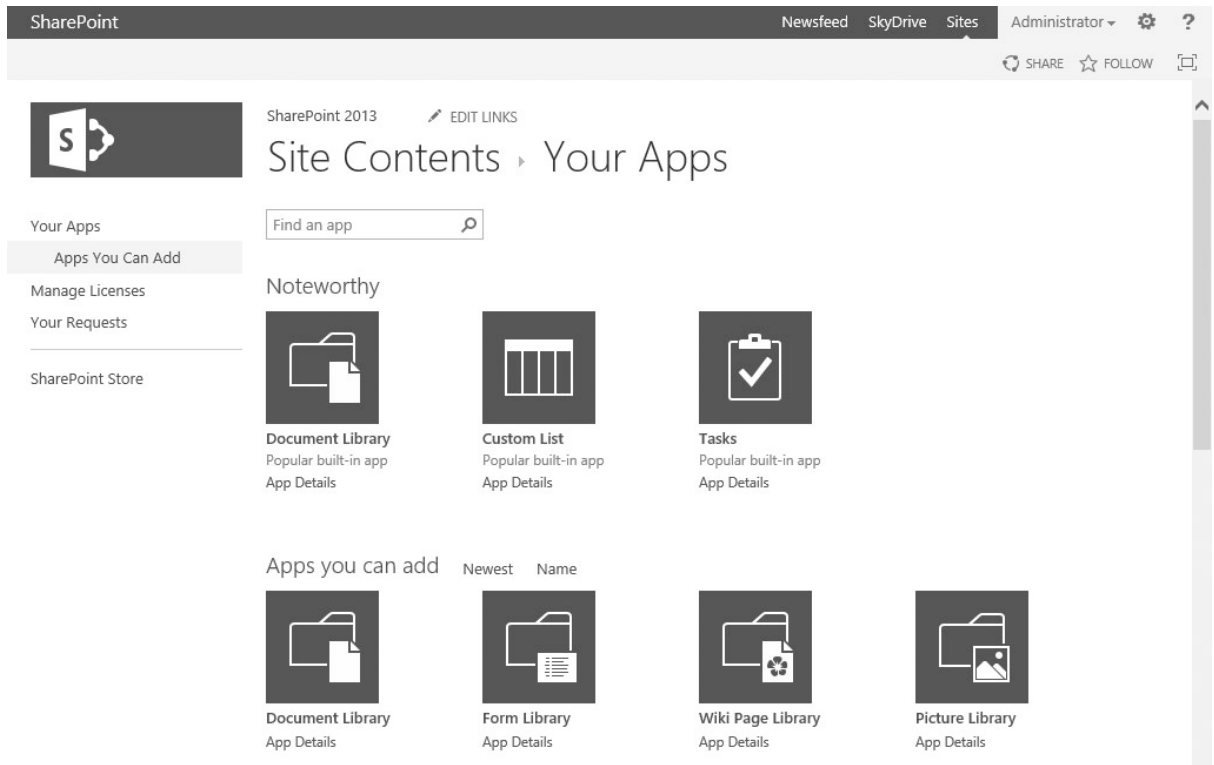 SharePoint Newsfeed SkyDrive Sites Administrator ?
SHARE FOLLOW
S
SharePoint 2013 EDIT LINKS
Site Contents Your Apps
Find an app
Your Apps
Apps You Can Add
Manage Licenses
Your Requests
SharePoint Store
Noteworthy
Document Library Custom List Tasks
Popular built-in app Popular built-in app Popular built-in app
App Details App Details App Details
Apps you can add Newest Name
Document Library Form Library Wiki Page Library Picture Library
App Details App Details App Details App Details